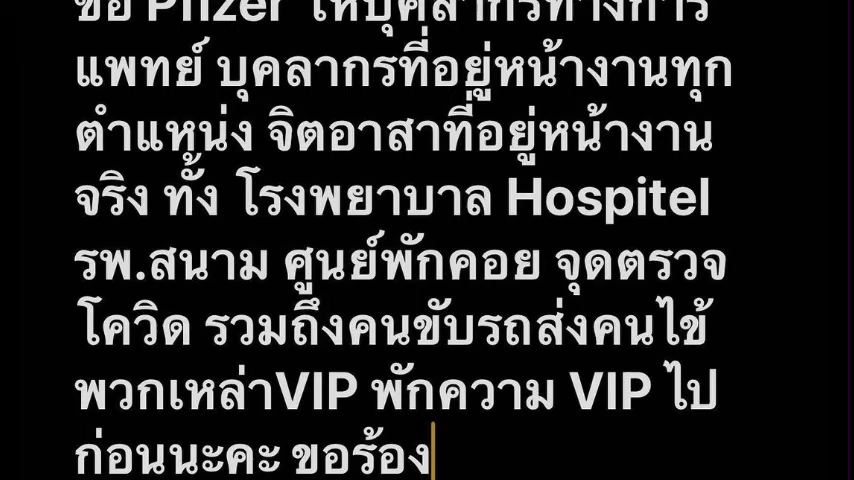 ขอ Pfizer ให้บุคลากรทางการ
แพทย์ บุคลากรที่อยู่หน้างานทุก
ตำแหน่ง จิตอาสาที่อยู่หน้างาน
จริง ทั้ง โรงพยาบาล Hospitel
รพ.สนาม ศูนย์พักคอย จุดตรวจ
โควิด รวมถึงคนขับรถส่งคนไข้
พวกเหล่าVIP พักความ VIP ไป
ก่อนนะคะ ขอร้อง